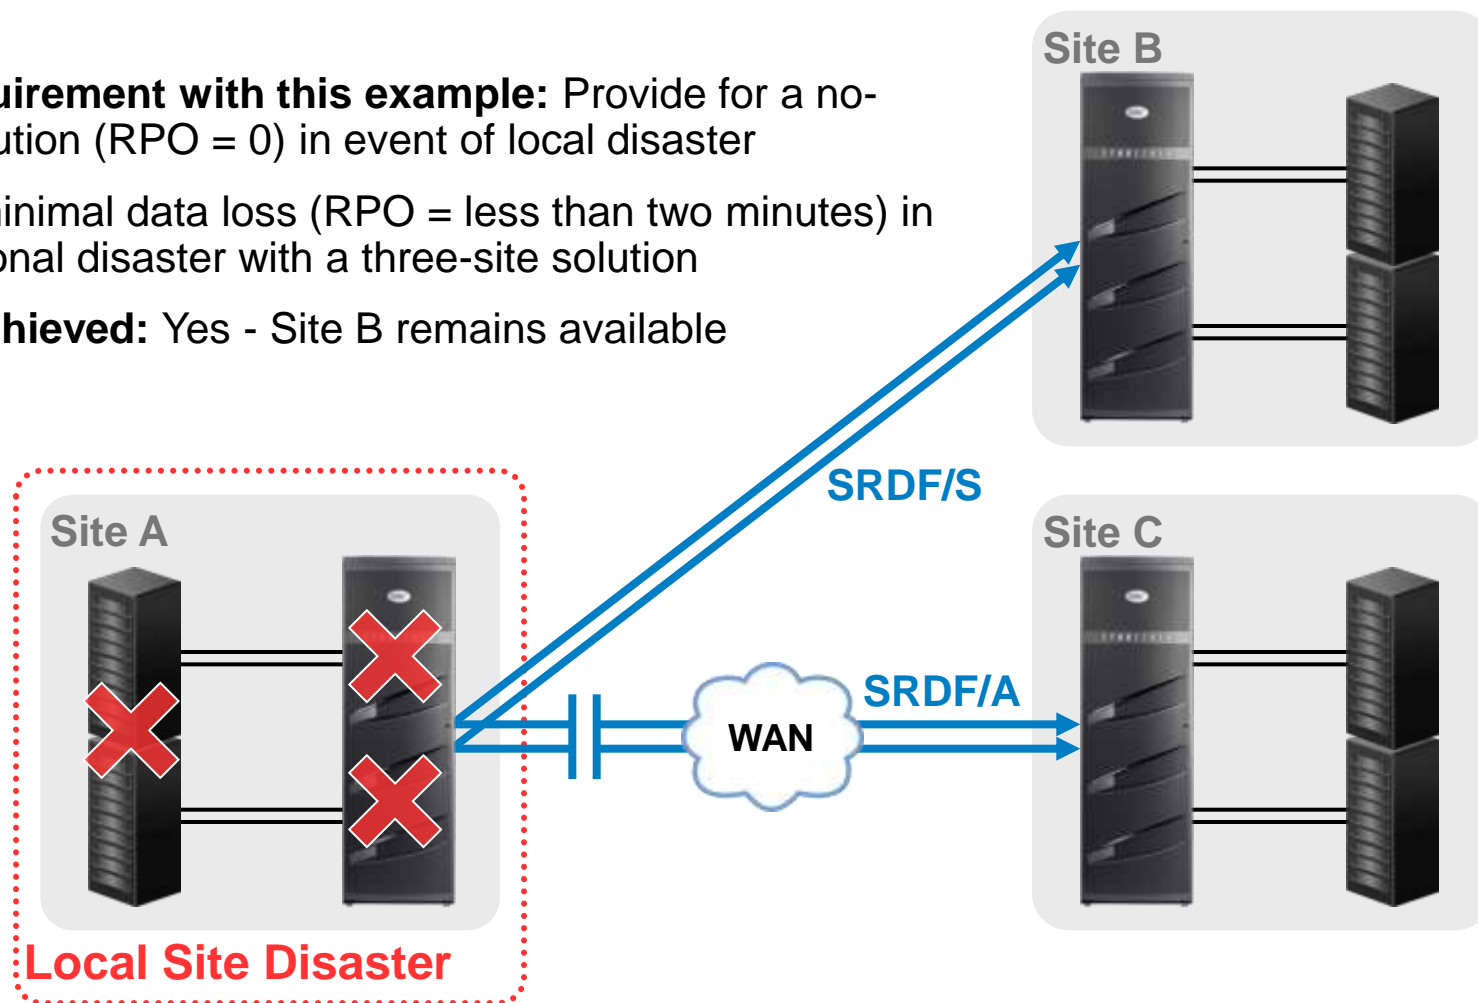 Site B
uirement with this example: Provide for a no-
ution (RPO = 0) in event of local disaster
inimal data loss (RPO = less than two minutes) in
onal disaster with a three-site solution
hieved: Yes - Site B remains available
SRDF/S
Site A
Site C
SRDF/A
WAN
Local Site Disaster